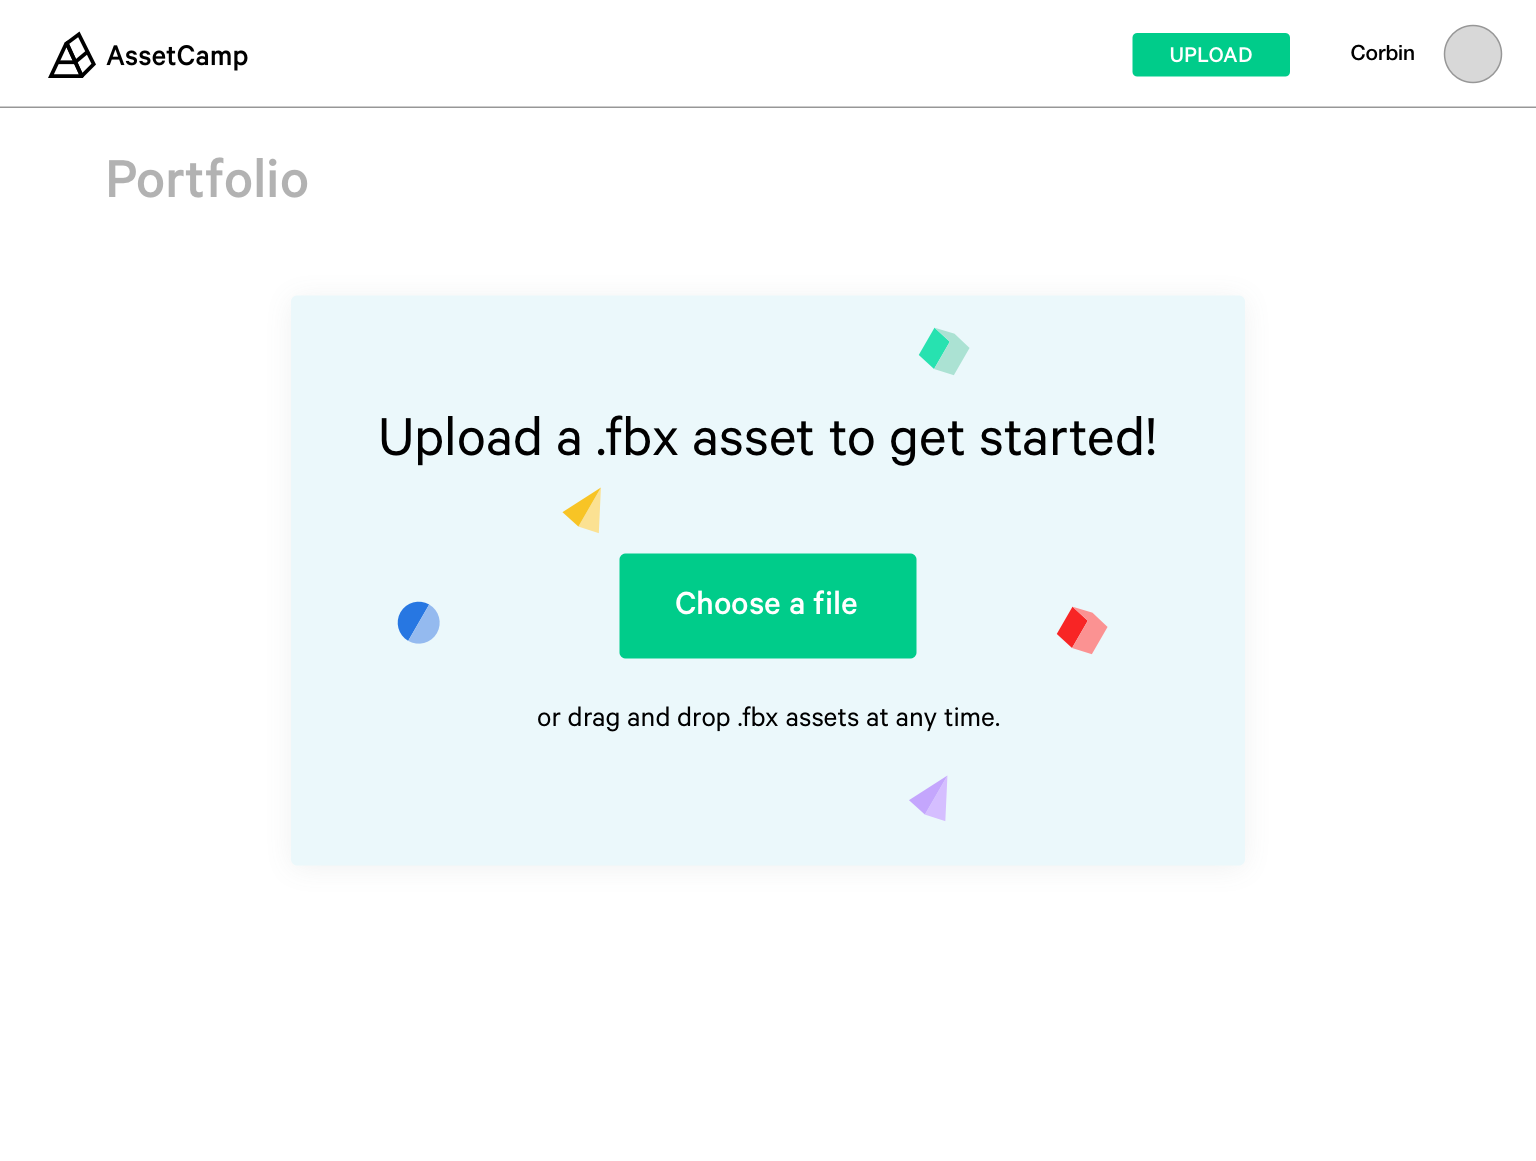 AssetCamp
UPLOAD
Corbin
Portfolio
Upload a .fbx asset to get started!
Choose a file
or drag and drop .fbx assets at any time.